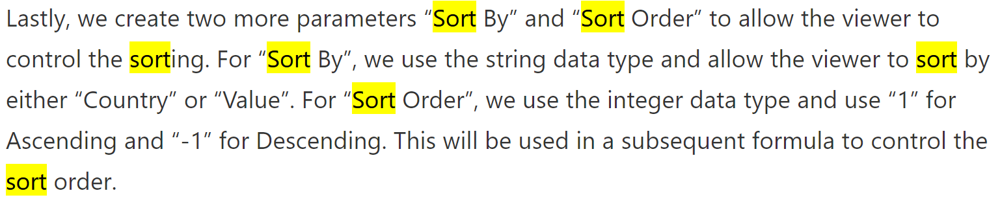 Lastly, we create two more parameters “Sort By” and “Sort Order” to allow the viewer to
control the sorting. For “Sort By”, we use the string data type and allow the viewer to sort by
either “Country” or “Value”. For “Sort Order”, we use the integer data type and use “1” for
Ascending and “-1” for Descending. This will be used in a subsequent formula to control the
sort order.